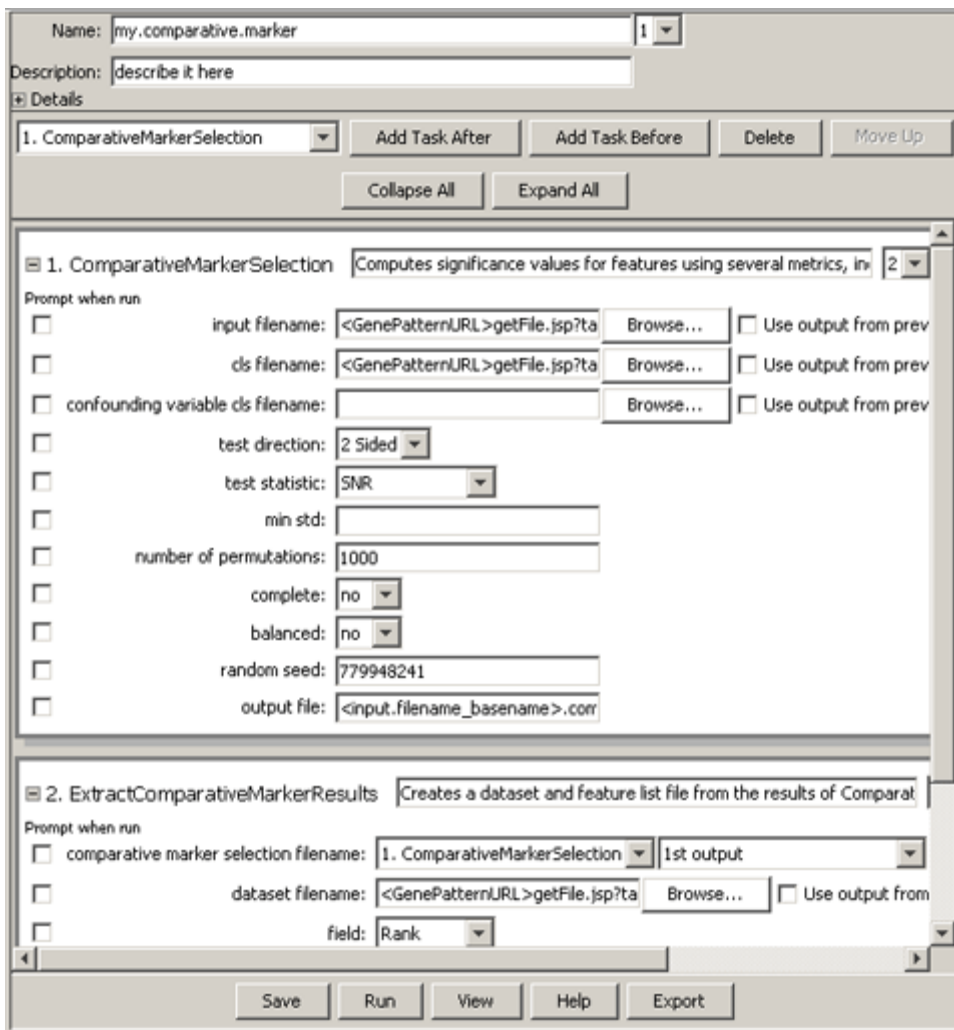 Name: my.comparative.marker 1
Description: describe it here
Details
1. ComparativeMarkerSelection Add Task After Add Task Before Delete Move Up
Collapse All Expand All
1. ComparativeMarkerSelection Computes significance values for features using several metrics, in 2
Prompt when run
input filename: <GenePatternURL>getFile.jsp?ta Browse... Use output from prev
cls filename: <GenePatternURL>getFile.jsp?ta Browse... Use output from prev
confounding variable cls filename: Browse... Use output from prev
test direction: 2 Sided
test statistic: SNR
min std:
number of permutations: 1000
complete: no
balanced: no
random seed: 779948241
output file: <input.filename_basename>.com
2. ExtractComparativeMarkerResults Creates a dataset and feature list file from the results of Comparat
Prompt when run
comparative marker selection filename: 1. ComparativeMarkerSelection 1st output
dataset filename: <GenePatternURL>getFile.jsp?ta Browse... Use output from
field: Rank
Save Run View Help Export